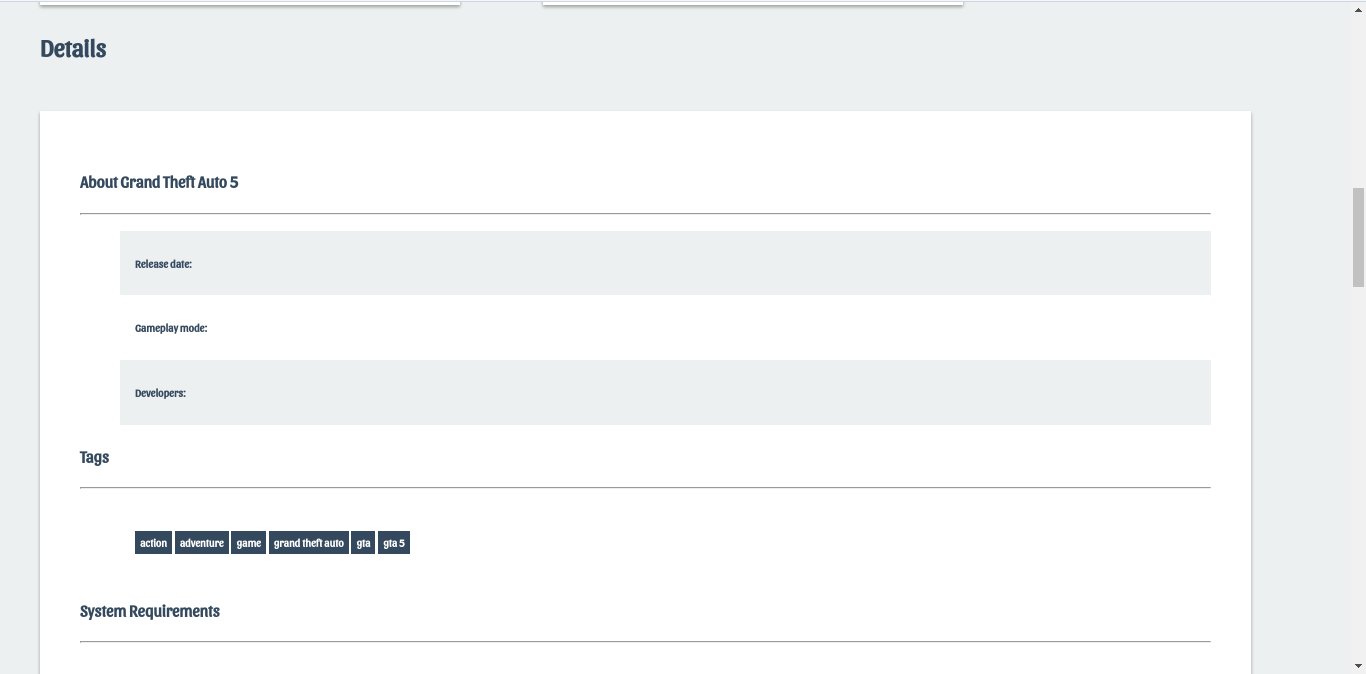 Details
About Grand Theft Auto 5
Release date:
Gameplay mode:
Developers:
Tags
action adventure game grand theft auto gta gta 5
System Requirements